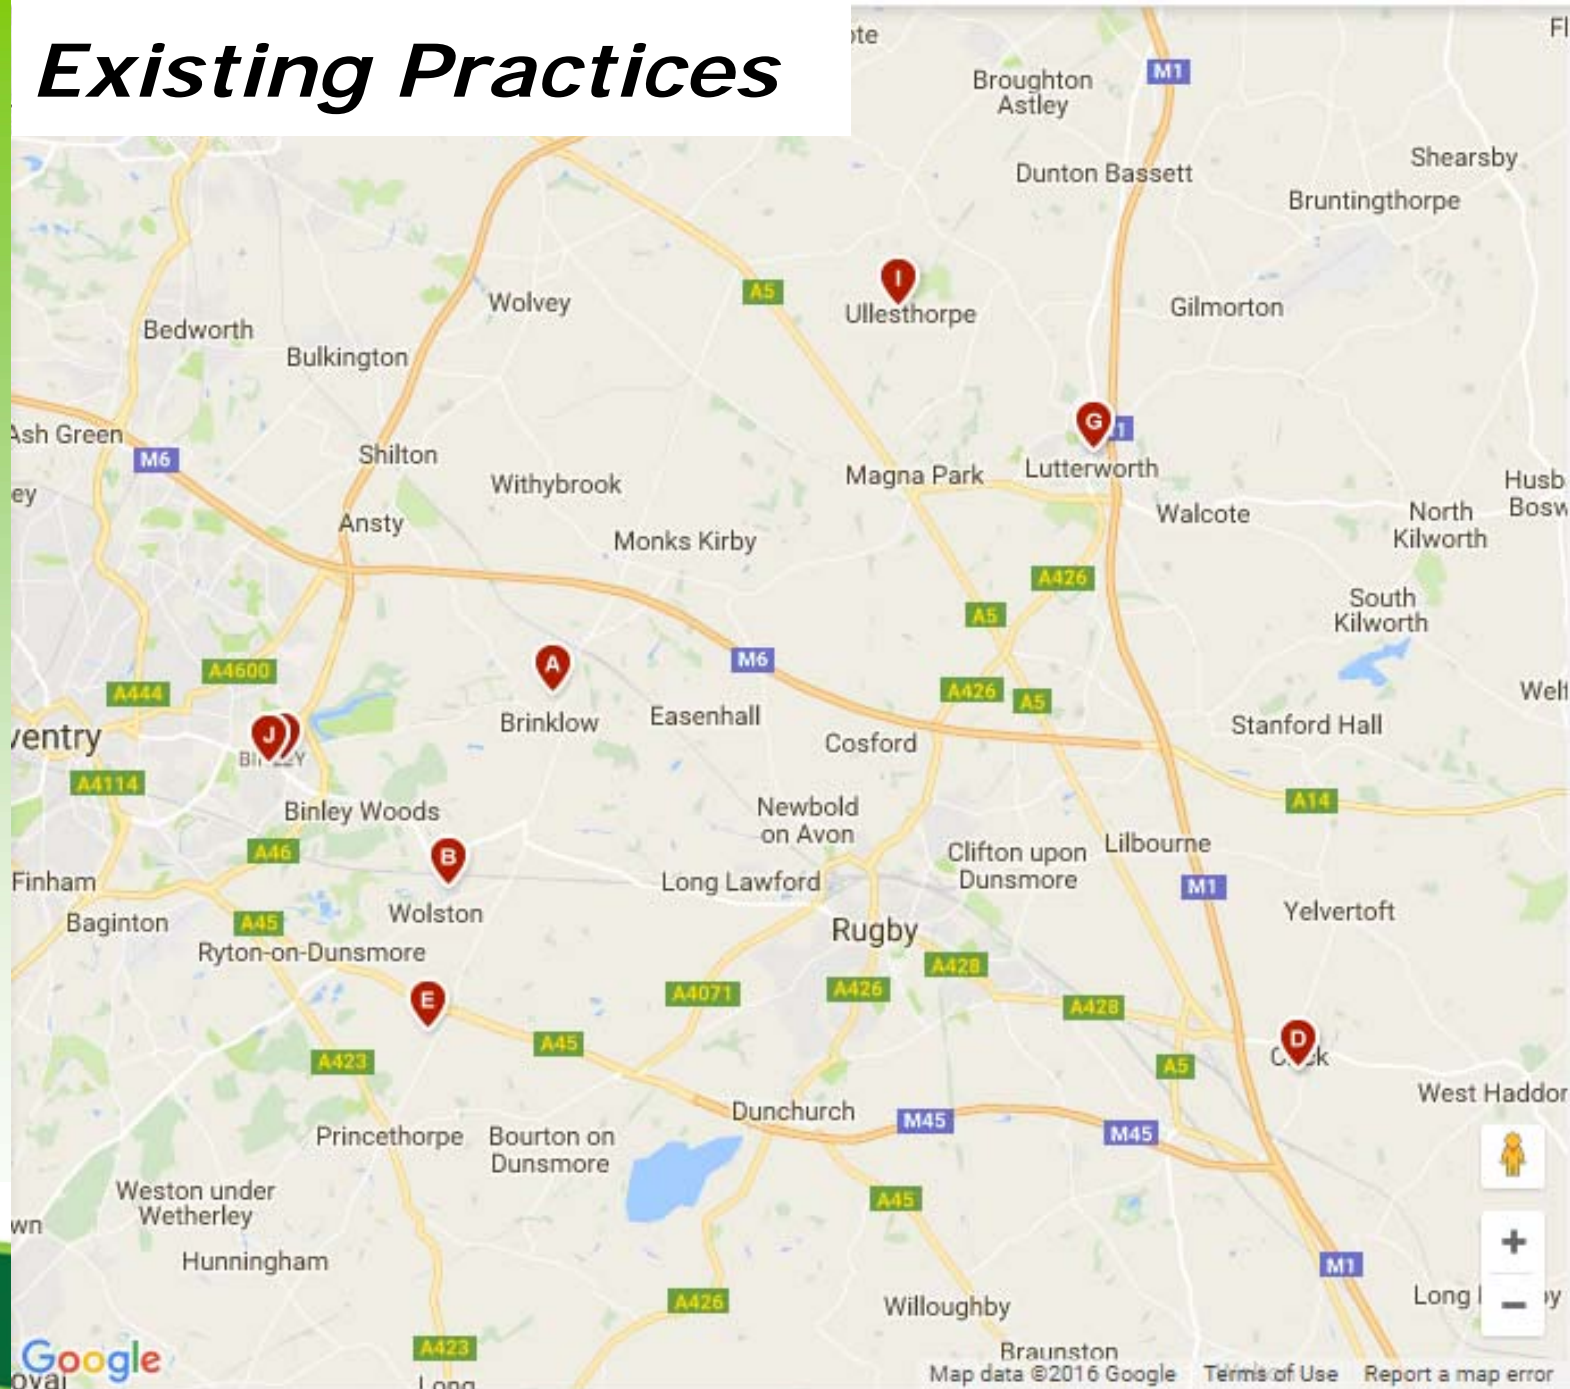 Existing Practices
Broughton
Astley
M1
Dunton Bassett
Shearsby
Bruntingthorpe
A5
I
Ullesthorpe
Gilmorton
Wolvey
Bedworth
Bulkington
Ash Green
M6
Shilton
Withybrook
Magna Park
G
Lutterworth
Walcote
North
Kilworth
Ansty
Monks Kirby
A426
A5
South
Kilworth
A4600
A444
A
M6
A426
A5
Brinklow
Easenhall
Cosford
Stanford Hall
J
A4114
Binley Woods
Newbold
on Avon
A14
A46
B
Long Lawford
Clifton upon
Dunsmore
Lilbourne
M1
Finham
Baginton
A45
Wolston
Rugby
Yelvertoft
Ryton-on-Dunsmore
E
A4071
A426
A428
A428
A423
A45
A5
D
West Haddon
Dunchurch
M45
M45
Princethorpe
Bourton on
Dunsmore
Weston under
Wetherley
A45
Hunningham
M1
A426
Willoughby
Long
+
−
A423
Braunston
Google
Long
Map data ©2016 Google
Terms of Use
Report a map error